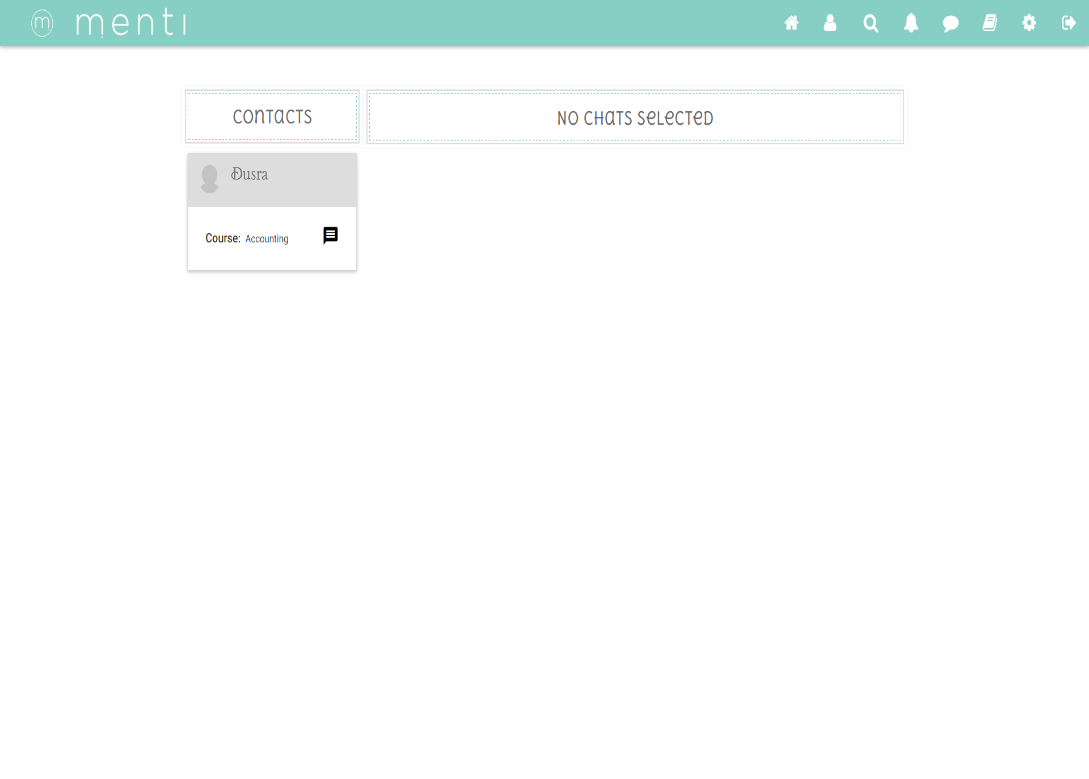 m menti
Contacts
No Chats Selected
Dusra
Course: Accounting